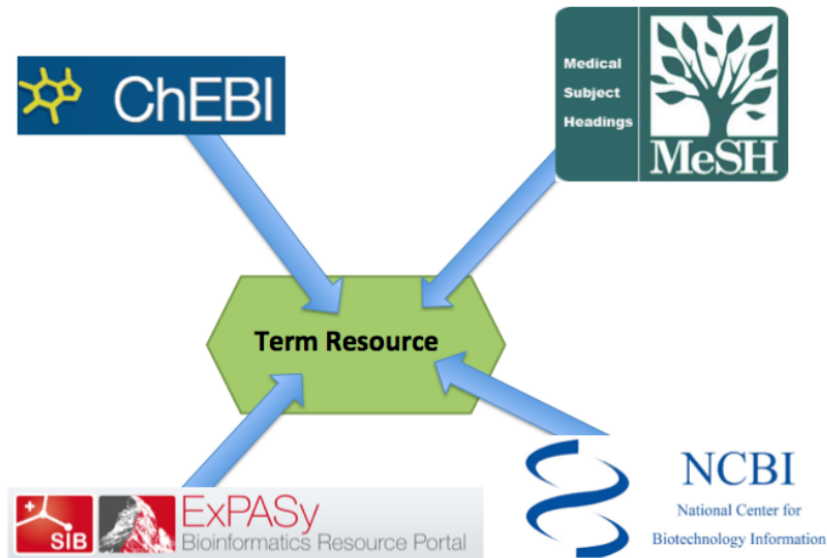 ChEBI
Medical
Subject
Headings
MeSH
Term Resource
SIB
ExPASy
Bioinformatics Resource Portal
NCBI
National Center for
Biotechnology Information